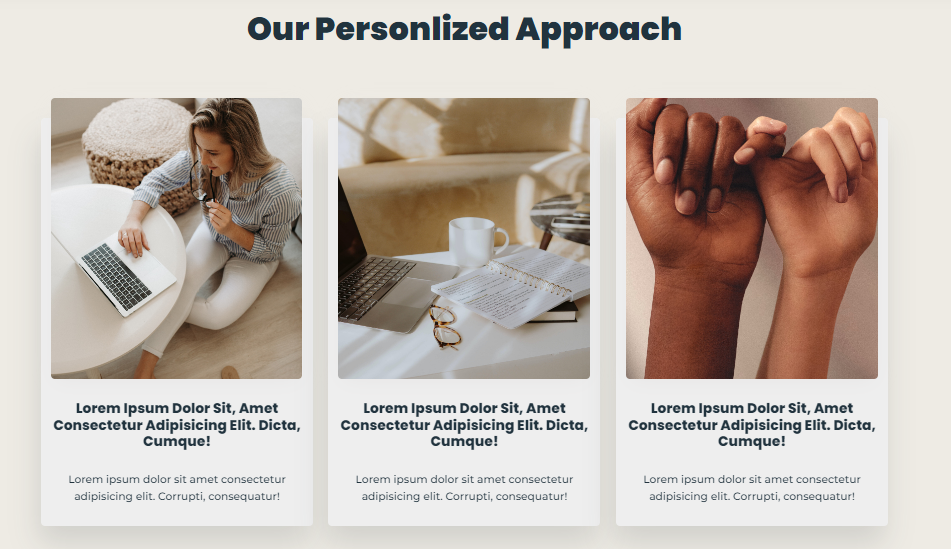 Our Personlized Approach
Lorem Ipsum Dolor Sit, Amet
Consectetur Adipisicing Elit. Dicta,
Cumque!
Lorem ipsum dolor sit amet consectetur
adipisicing elit. Corrupti, consequatur!
Lorem Ipsum Dolor Sit, Amet
Consectetur Adipisicing Elit. Dicta,
Cumque!
Lorem ipsum dolor sit amet consectetur
adipisicing elit. Corrupti, consequatur!
Lorem Ipsum Dolor Sit, Amet
Consectetur Adipisicing Elit. Dicta,
Cumque!
Lorem ipsum dolor sit amet consectetur
adipisicing elit. Corrupti, consequatur!